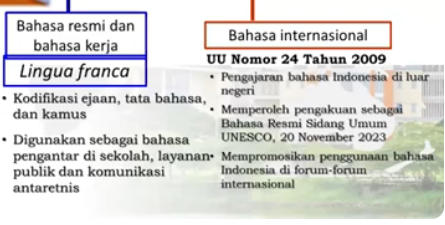 Bahasa resmi dan
bahasa kerja
Lingua franca
• Kodifikasi ejaan, tata bahasa,
dan kamus
• Digunakan sebagai bahasa
pengantar di sekolah, layanan
publik dan komunikasi
antaretnis
Bahasa internasional
UU Nomor 24 Tahun 2009
• Pengajaran bahasa Indonesia di luar
negeri
• Memperoleh pengakuan sebagai
Bahasa Resmi Sidang Umum
UNESCO, 20 November 2023
• Mempromosikan penggunaan bahasa
Indonesia di forum-forum
internasional